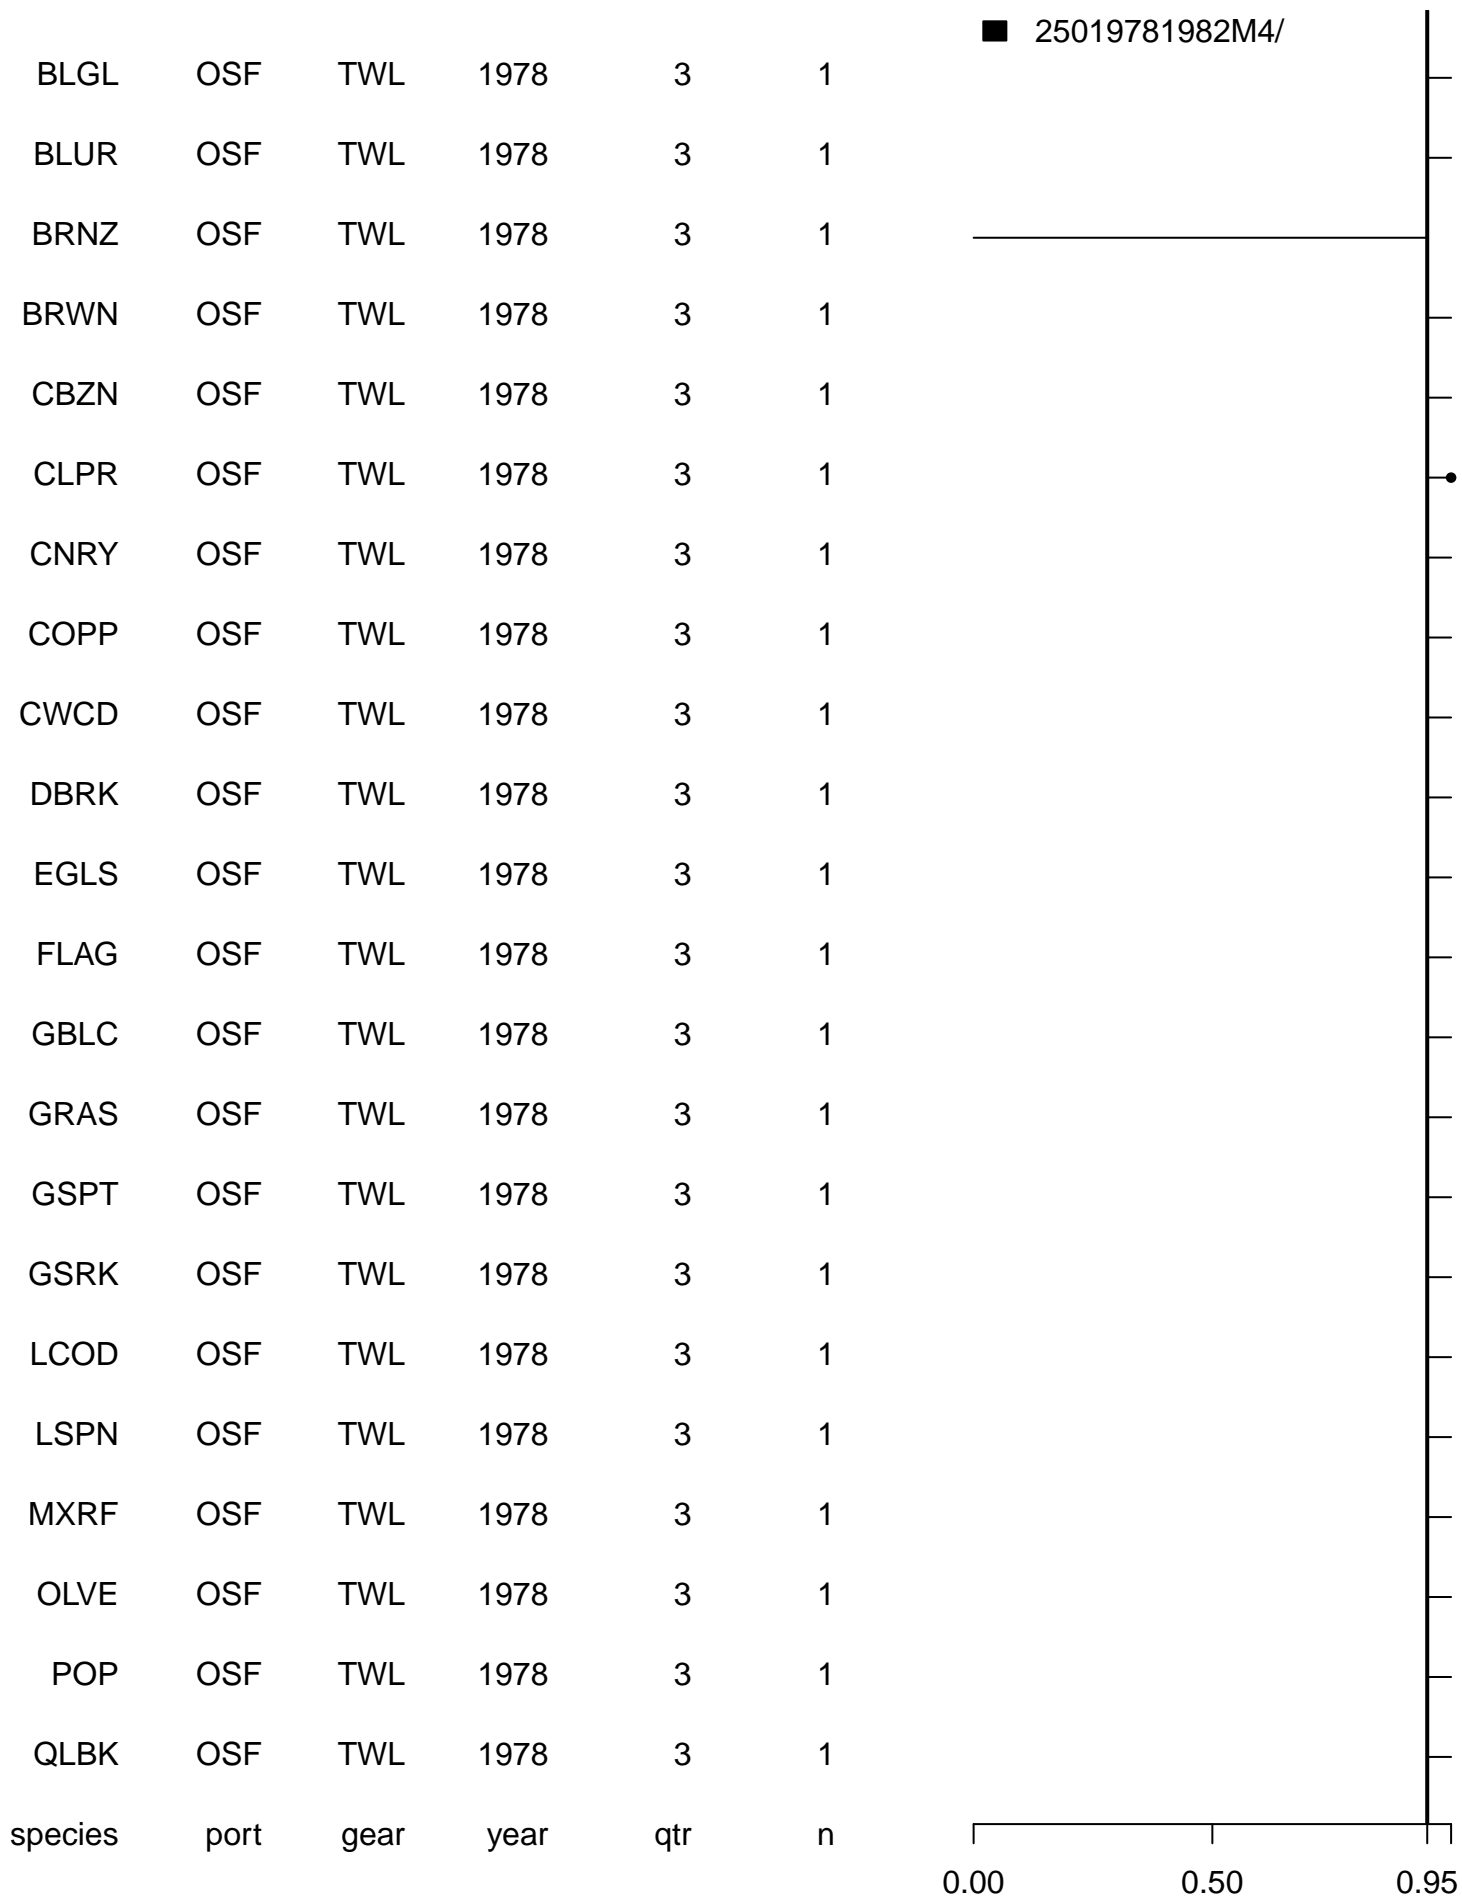 25019781982M4/
BLGL OSF TWL 1978 3 1
BLUR OSF TWL 1978 3 1
BRNZ OSF TWL 1978 3 1
BRWN OSF TWL 1978 3 1
CBZN OSF TWL 1978 3 1
CLPR OSF TWL 1978 3 1
CNRY OSF TWL 1978 3 1
COPP OSF TWL 1978 3 1
CWCD OSF TWL 1978 3 1
DBRK OSF TWL 1978 3 1
EGLS OSF TWL 1978 3 1
FLAG OSF TWL 1978 3 1
GBLC OSF TWL 1978 3 1
GRAS OSF TWL 1978 3 1
GSPT OSF TWL 1978 3 1
GSRK OSF TWL 1978 3 1
LCOD OSF TWL 1978 3 1
LSPN OSF TWL 1978 3 1
MXRF OSF TWL 1978 3 1
OLVE OSF TWL 1978 3 1
POP OSF TWL 1978 3 1
QLBK OSF TWL 1978 3 1
species port gear year qtr n
0.00 0.50 0.95